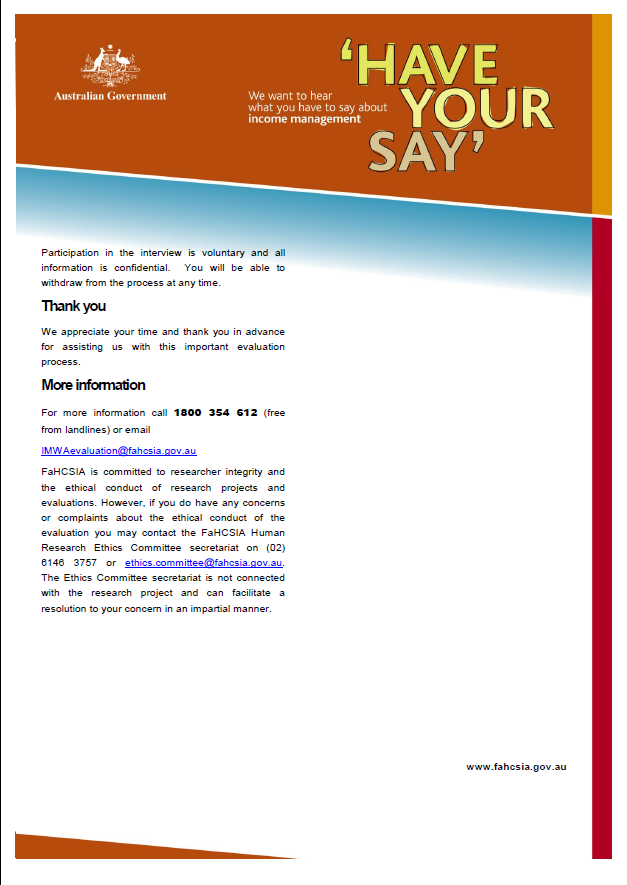 Australian Government
We want to hear
what you have to say about
income management
‘HAVE
YOUR
SAY’
Participation in the interview is voluntary and all
information is confidential. You will be able to
withdraw from the process at any time.
Thank you
We appreciate your time and thank you in advance
for assisting us with this important evaluation
process.
More information
For more information call 1800 354 612 (free
from landlines) or email
IMWAevaluation@fahcsia.gov.au
FaHCSIA is committed to researcher integrity and
the ethical conduct of research projects and
evaluations. However, if you do have any concerns
or complaints about the ethical conduct of the
evaluation you may contact the FaHCSIA Human
Research Ethics Committee secretariat on (02)
6146 3757 or ethics.committee@fahcsia.gov.au.
The Ethics Committee secretariat is not connected
with the research project and can facilitate a
resolution to your concern in an impartial manner.
www.fahcsia.gov.au